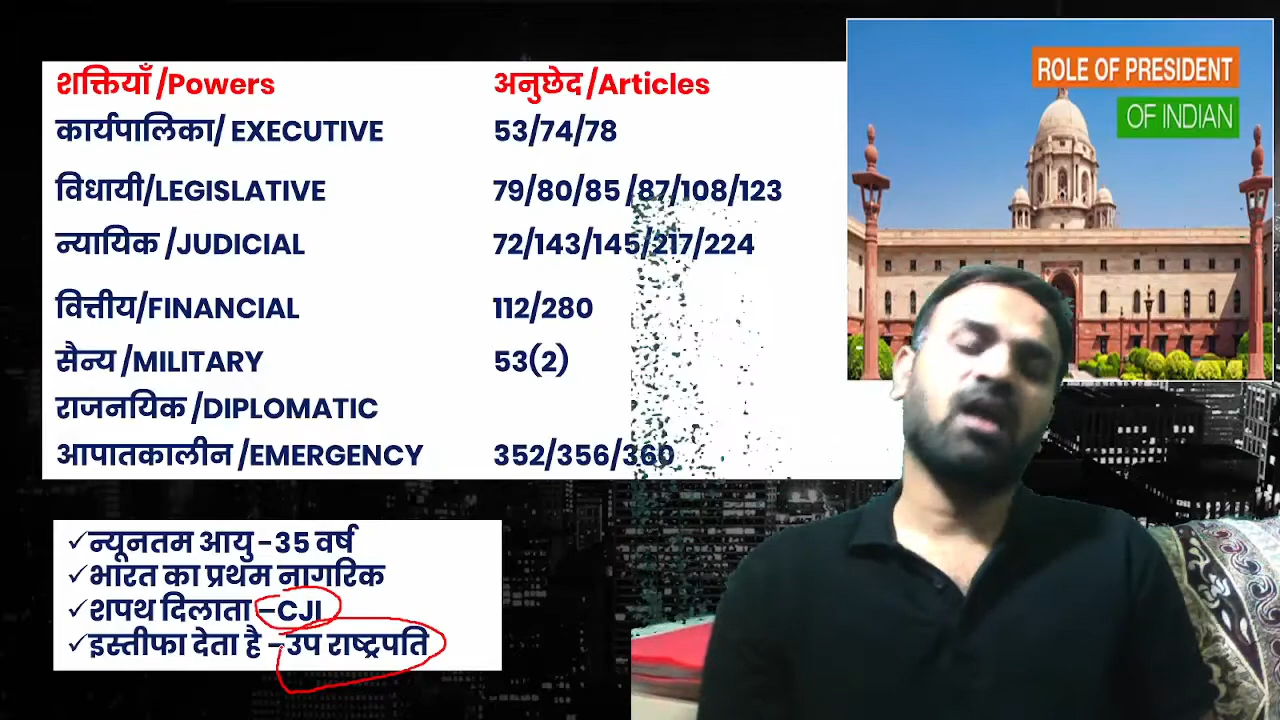 शक्तियाँ /Powers अनुछेद /Articles
कार्यपालिका/ EXECUTIVE 53/74/78
विधायी/LEGISLATIVE 79/80/85 /87/108/123
न्यायिक /JUDICIAL 72/143/145/217/224
वित्तीय/FINANCIAL 112/280
सैन्य /MILITARY 53(2)
राजनयिक /DIPLOMATIC
आपातकालीन /EMERGENCY 352/356/360
ROLE OF PRESIDENT
OF INDIAN
✓न्यूनतम आयु -35 वर्ष
✓भारत का प्रथम नागरिक
✓शपथ दिलाता –CJI
✓इस्तीफा देता है – उप राष्ट्रपति